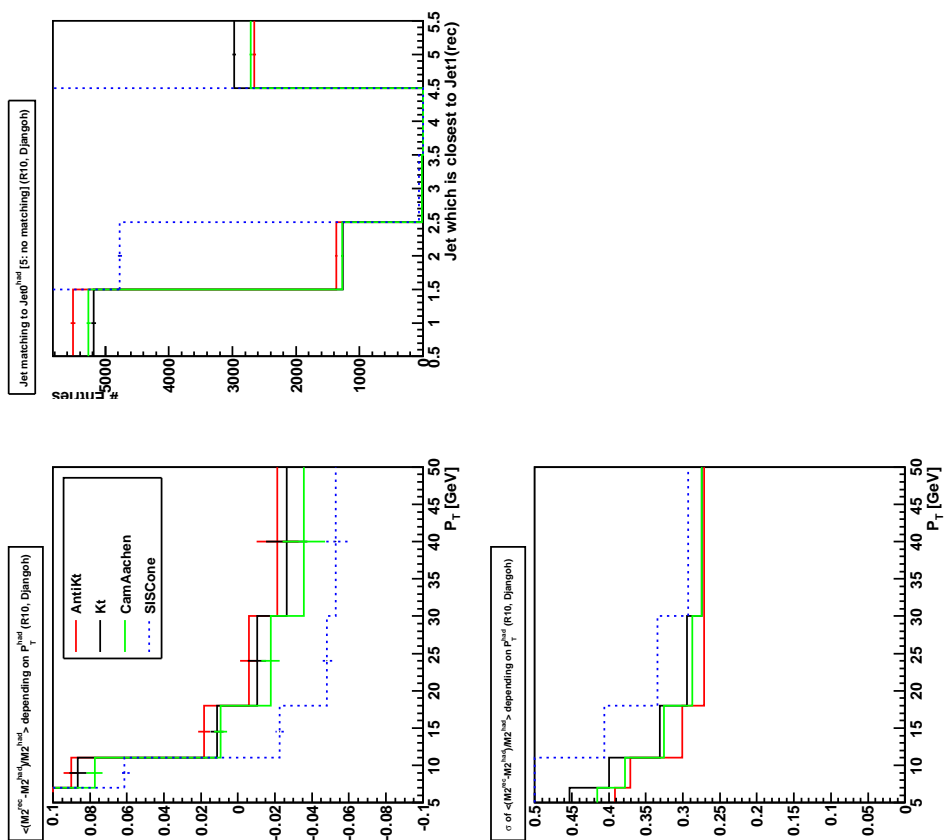 Jet matching to Jet0^had [5: no matching] (R10, Djangoh)
# Entries
5000
4000
3000
2000
1000
0
0.5 1 1.5 2 2.5 3 3.5 4 4.5 5 5.5
Jet which is closest to Jet1(rec)
<(M2^rec-M2^had)/M2^had> depending on P_T^had (R10, Djangoh)
AntiKt
Kt
CamAachen
SISCone
0.1
0.08
0.06
0.04
0.02
0
-0.02
-0.04
-0.06
-0.08
-0.1
5 10 15 20 25 30 35 40 45 50
P_T [GeV]
σ of <(M2^rec-M2^had)/M2^had> depending on P_T^had (R10, Djangoh)
0.5
0.45
0.4
0.35
0.3
0.25
0.2
0.15
0.1
0.05
0
5 10 15 20 25 30 35 40 45 50
P_T [GeV]